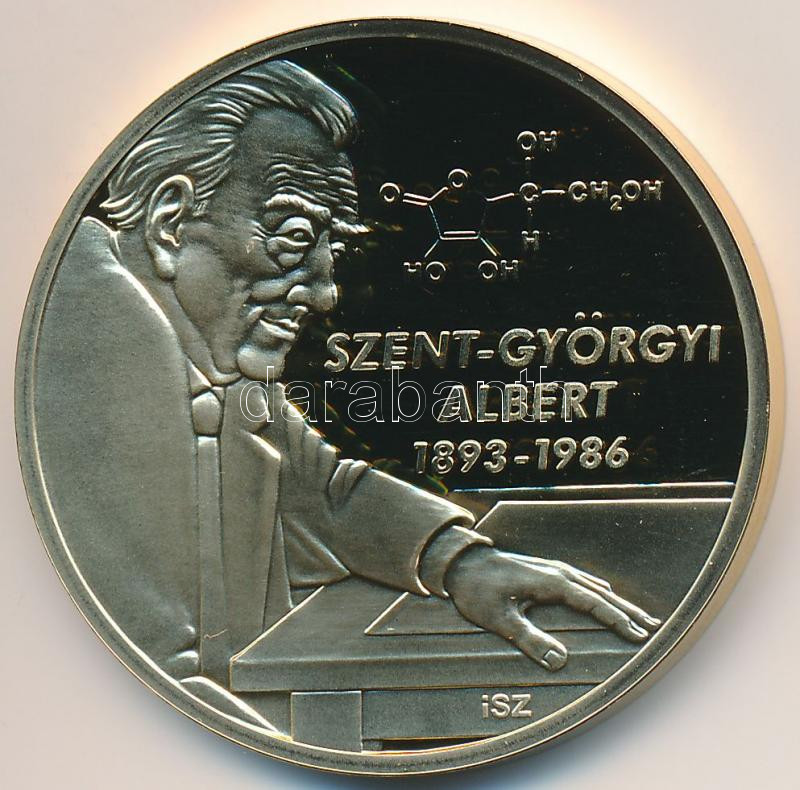 OH
O O C C CH₂OH
HO OH H
SZENT-GYÖRGYI
ALBERT
darabanth
1893-1986
iSZ